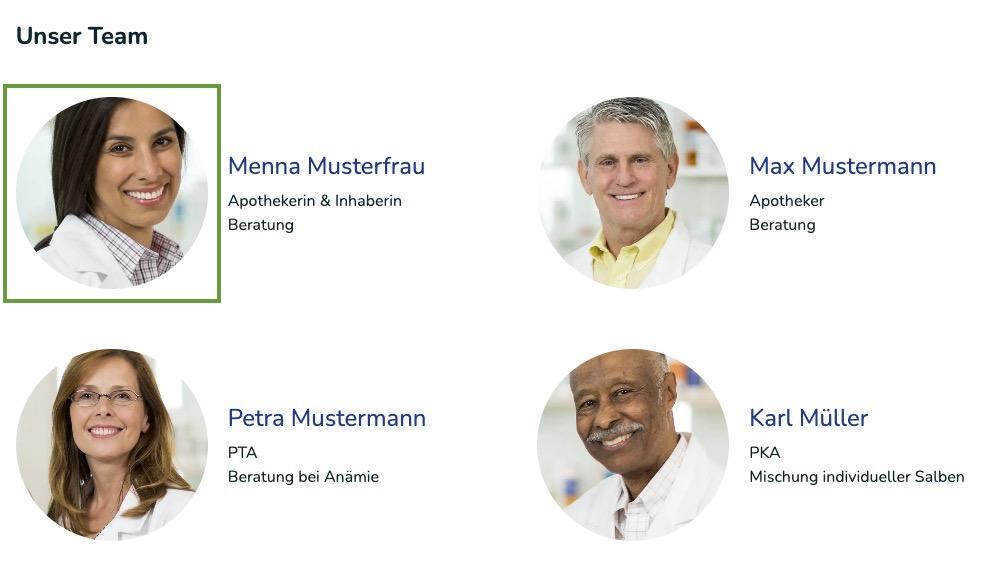 Unser Team
Menna Musterfrau
Apothekerin & Inhaberin
Beratung
Max Mustermann
Apotheker
Beratung
Petra Mustermann
PTA
Beratung bei Anämie
Karl Müller
PKA
Mischung individueller Salben